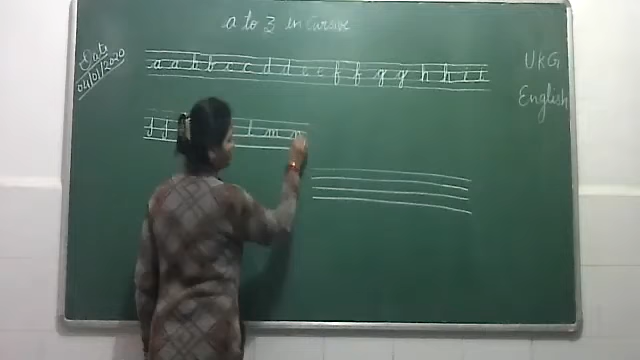 a to z in cursive
Date
04/01/2020
UKG
English
a a b b c c d d e e f f g g h h i i
j j l m n